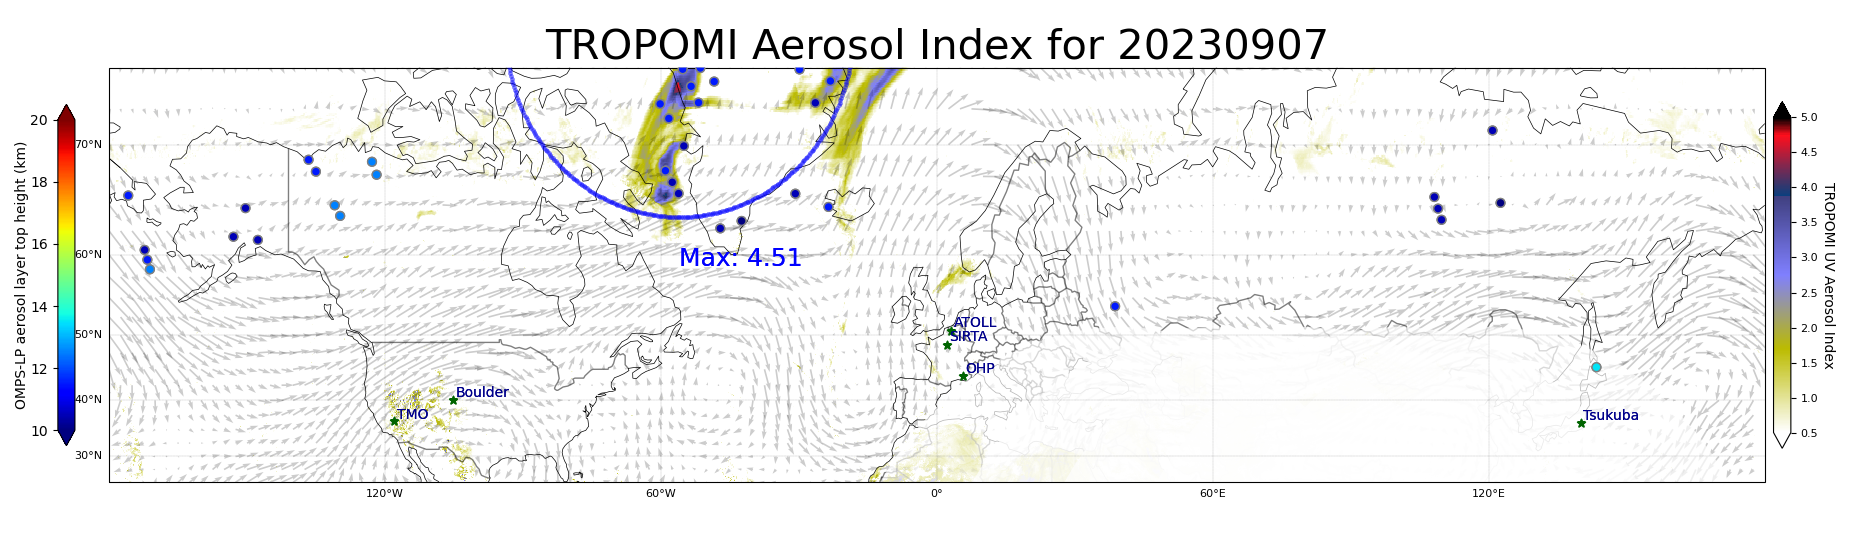 TROPOMI Aerosol Index for 20230907
OMPS-LP aerosol layer top height (km)
20
18
16
14
12
10
70°N
60°N
50°N
40°N
30°N
120°W
60°W
0°
60°E
120°E
Max: 4.51
ATOLL
SIRTA
OHP
Boulder
TMO
Tsukuba
5.0
4.5
4.0
3.5
3.0
2.5
2.0
1.5
1.0
0.5
TROPOMI UV Aerosol Index